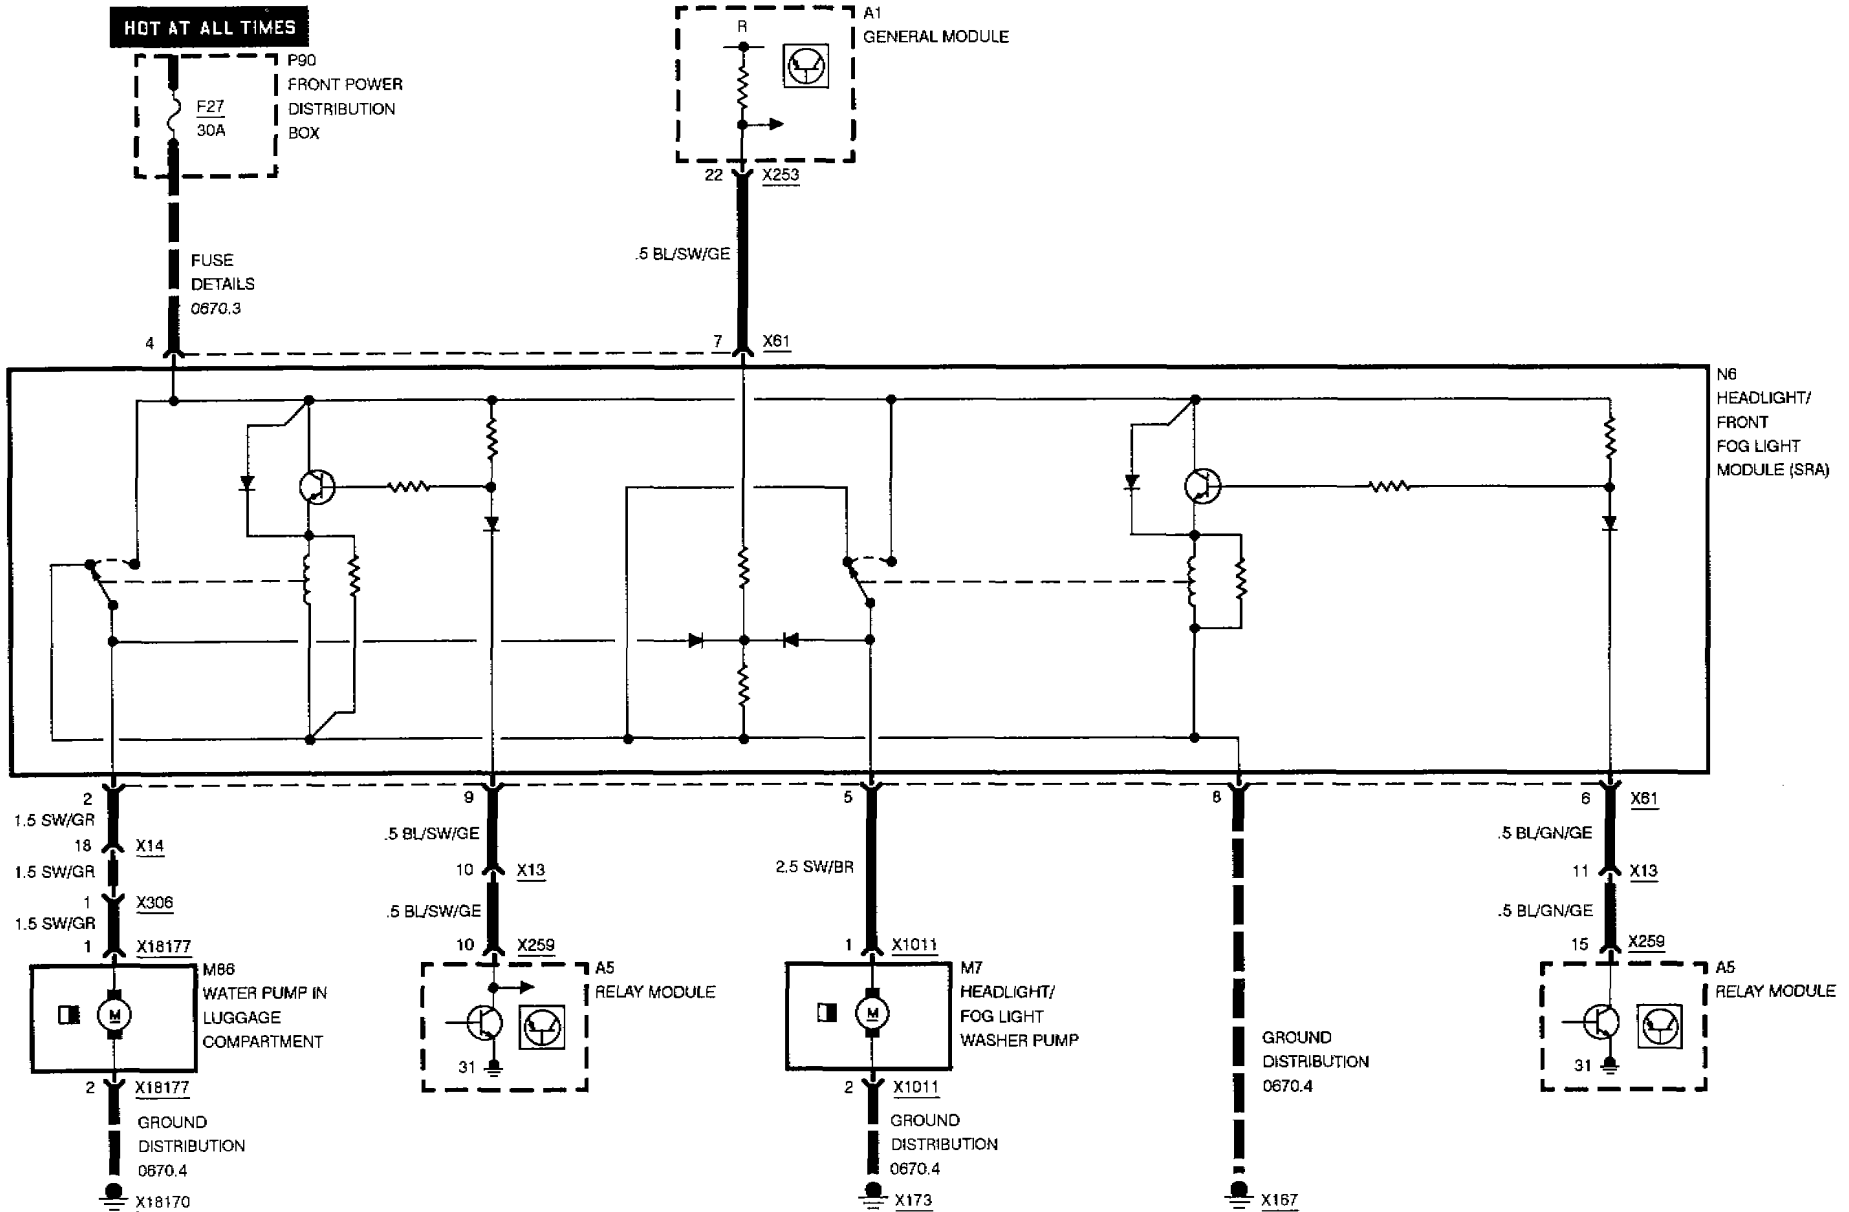 HOT AT ALL TIMES
P90
FRONT POWER
DISTRIBUTION
BOX
F27
30A
A1
GENERAL MODULE
R
22 X253
.5 BL/SW/GE
FUSE
DETAILS
0670.3
4
7 X61
N6
HEADLIGHT/
FRONT
FOG LIGHT
MODULE (SRA)
2
9
5
8
6 X61
1.5 SW/GR
18 X14
1.5 SW/GR
1 X306
1.5 SW/GR
1 X18177
M86
WATER PUMP IN
LUGGAGE
COMPARTMENT
M
2 X18177
GROUND
DISTRIBUTION
0670.4
X18170
.5 BL/SW/GE
10 X13
.5 BL/SW/GE
10 X259
A5
RELAY MODULE
31
2.5 SW/BR
1 X1011
M7
HEADLIGHT/
FOG LIGHT
WASHER PUMP
M
2 X1011
GROUND
DISTRIBUTION
0670.4
X173
GROUND
DISTRIBUTION
0670.4
X167
.5 BL/GN/GE
11 X13
.5 BL/GN/GE
15 X259
A5
RELAY MODULE
31